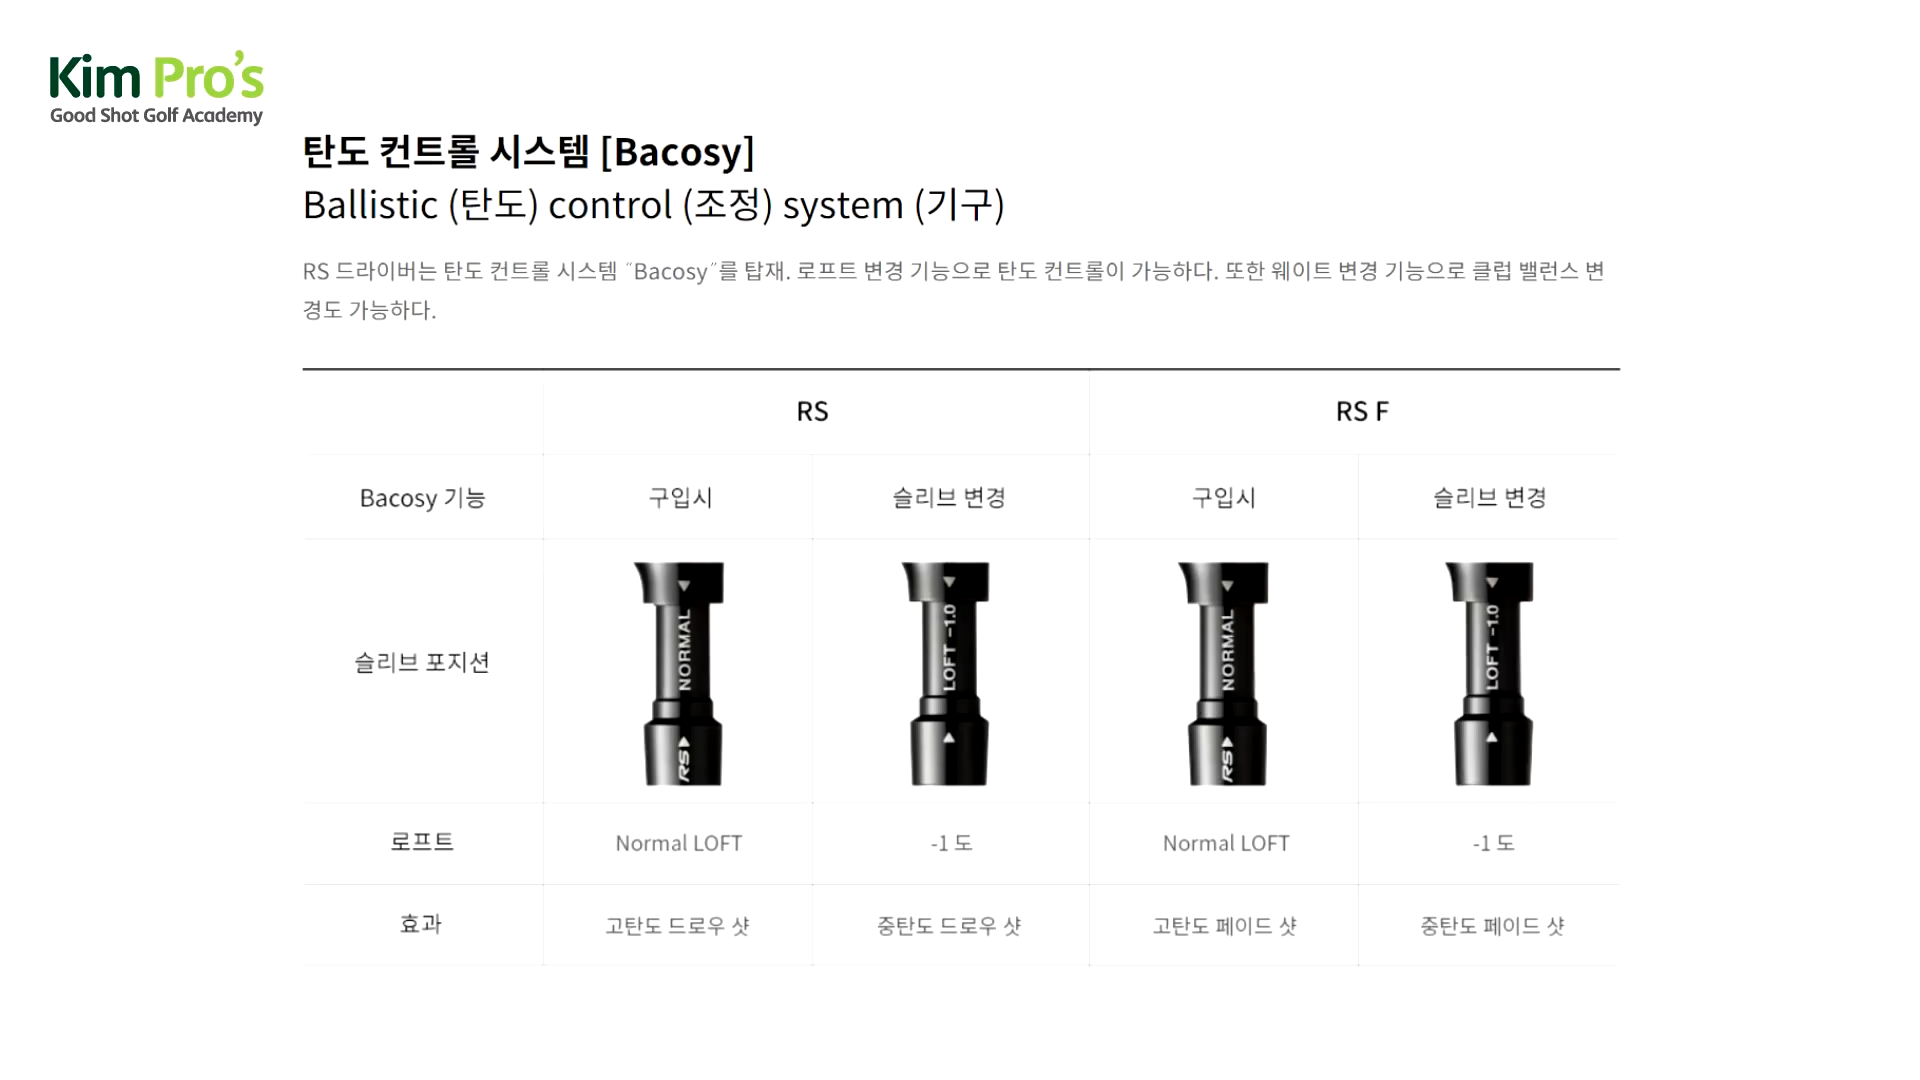 Kim Pro's
Good Shot Golf Academy
탄도 컨트롤 시스템 [Bacosy]
Ballistic (탄도) control (조정) system (기구)
RS 드라이버는 탄도 컨트롤 시스템 ˝Bacosy˝를 탑재. 로프트 변경 기능으로 탄도 컨트롤이 가능하다. 또한 웨이트 변경 기능으로 클럽 밸런스 변
경도 가능하다.
RS RS F
Bacosy 기능 구입시 슬리브 변경 구입시 슬리브 변경
슬리브 포지션
NORMAL RS
LOFT -1.0
NORMAL RS
LOFT -1.0
로프트 Normal LOFT -1 도 Normal LOFT -1 도
효과 고탄도 드로우 샷 중탄도 드로우 샷 고탄도 페이드 샷 중탄도 페이드 샷